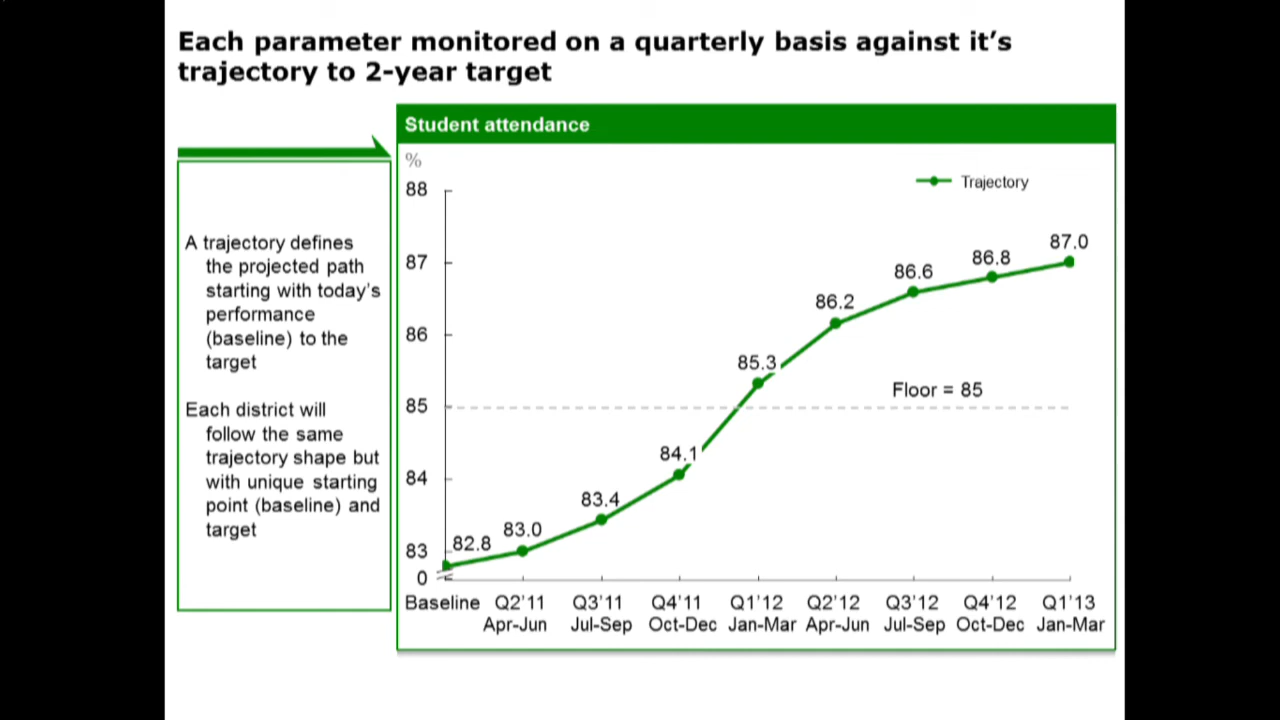 Each parameter monitored on a quarterly basis against it’s
trajectory to 2-year target
A trajectory defines
the projected path
starting with today’s
performance
(baseline) to the
target
Each district will
follow the same
trajectory shape but
with unique starting
point (baseline) and
target
Student attendance
%
Trajectory
88
87
86
85
84
83
0
82.8
83.0
83.4
84.1
85.3
86.2
86.6
86.8
87.0
Floor = 85
Baseline Q2’11 Q3’11 Q4’11 Q1’12 Q2’12 Q3’12 Q4’12 Q1’13
Apr-Jun Jul-Sep Oct-Dec Jan-Mar Apr-Jun Jul-Sep Oct-Dec Jan-Mar